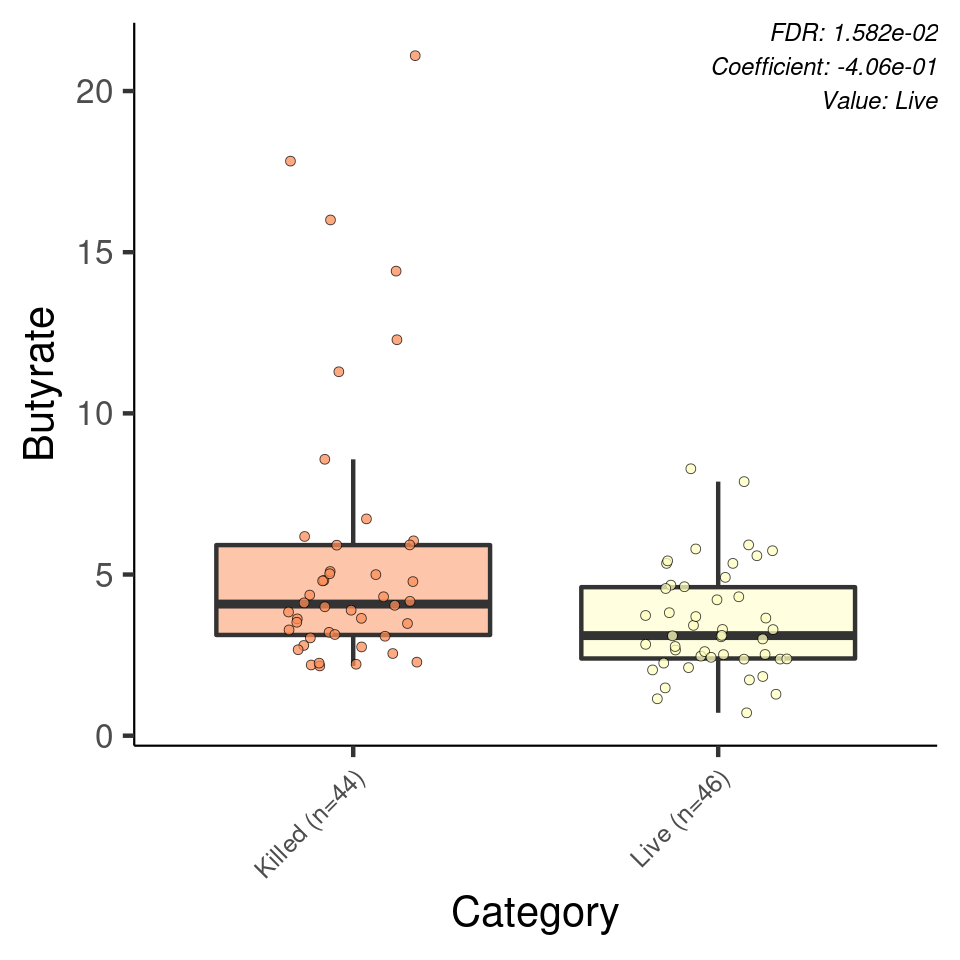 FDR: 1.582e-02
Coefficient: -4.06e-01
Value: Live
20
15
10
5
0
Butyrate
Killed (n=44)
Live (n=46)
Category